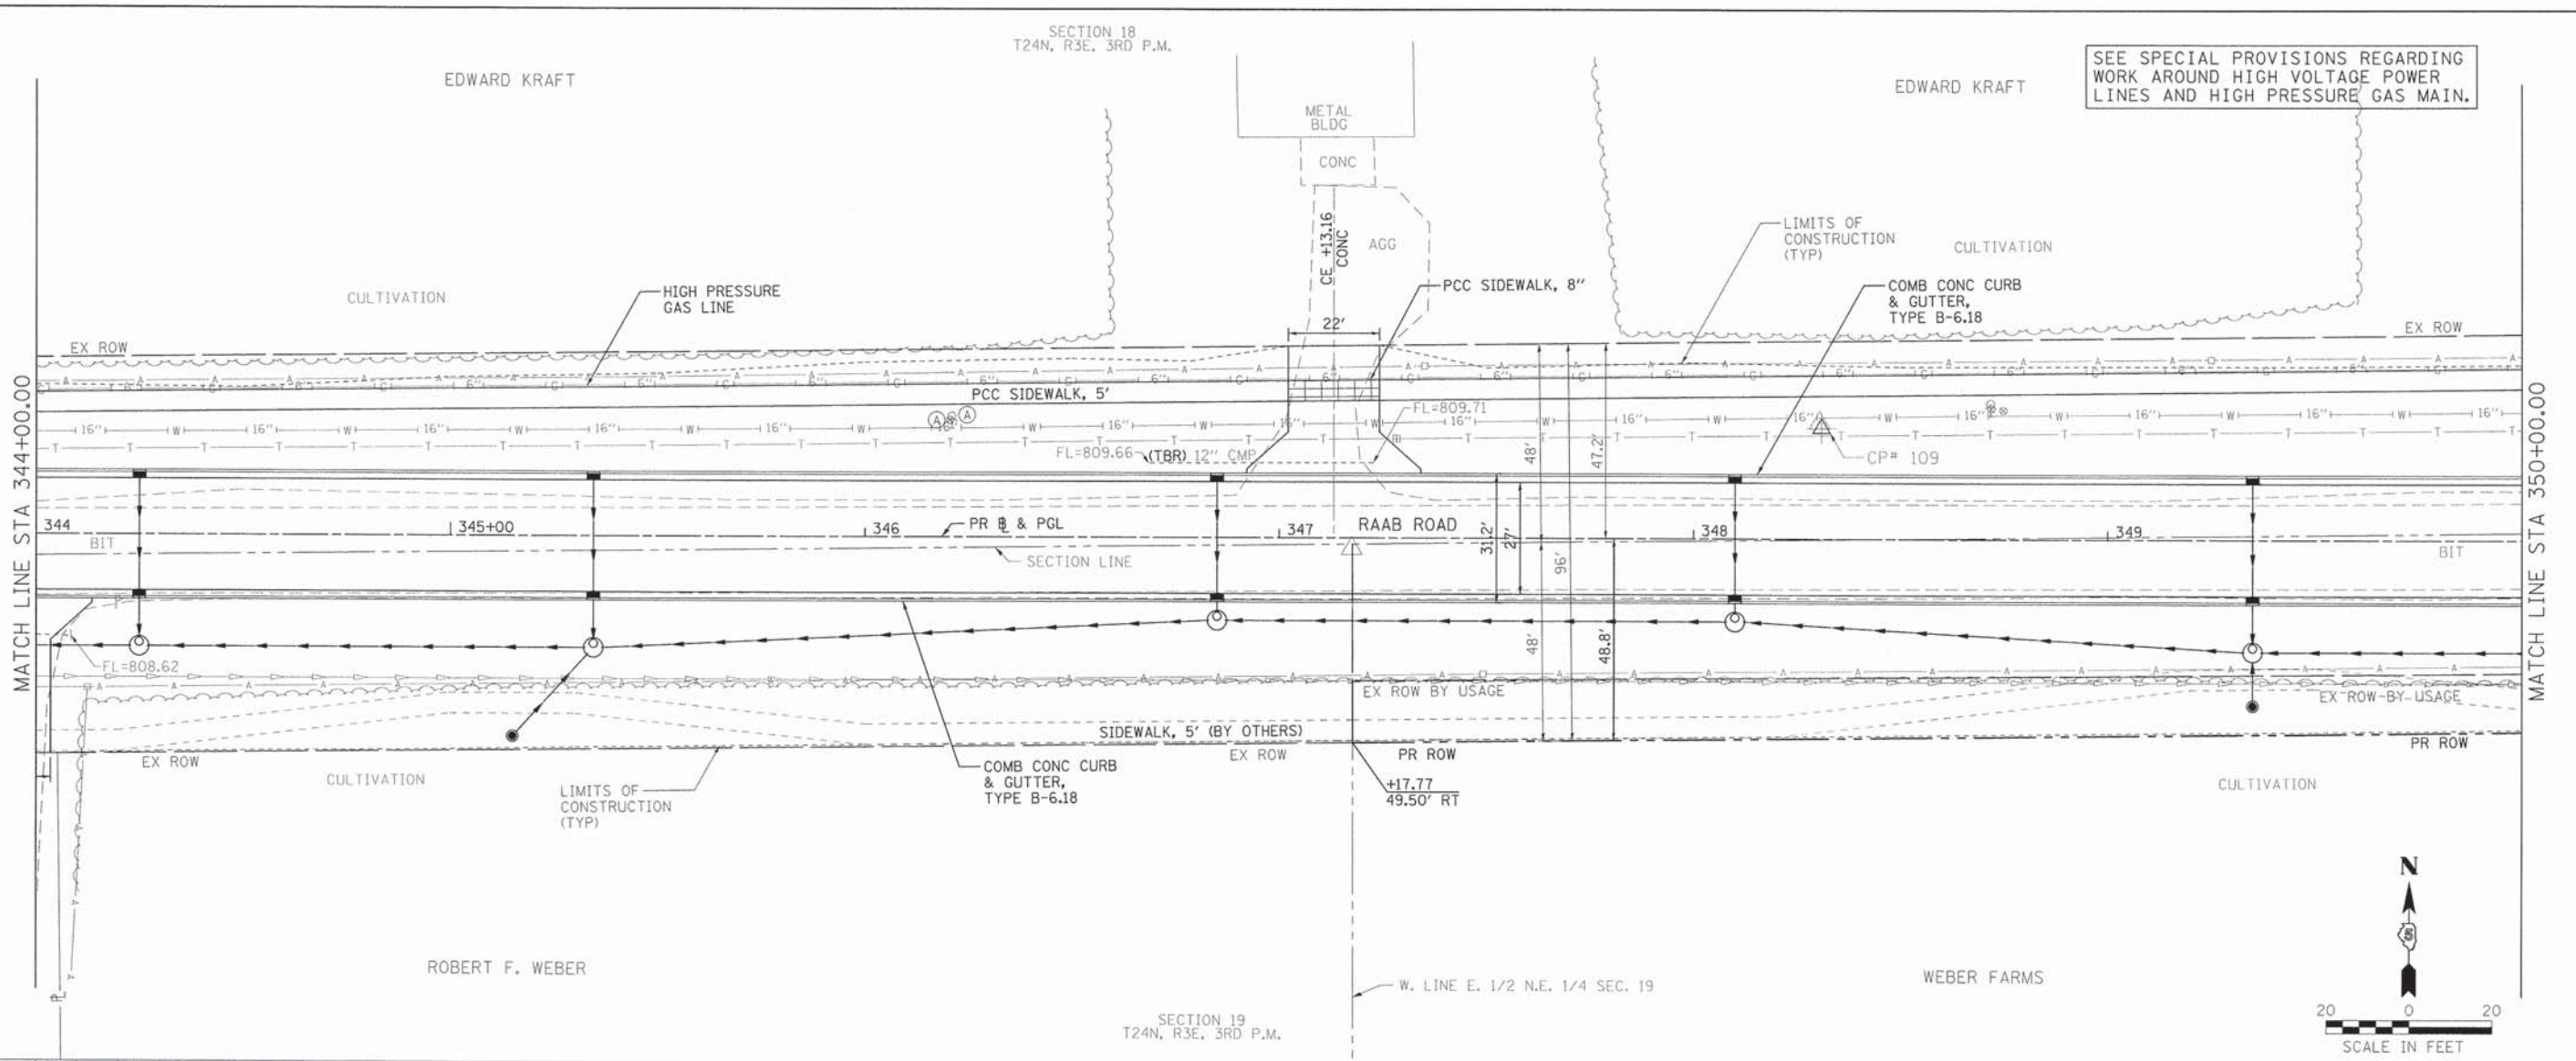 SECTION 18
T24N, R3E, 3RD P.M.
EDWARD KRAFT
EDWARD KRAFT
SEE SPECIAL PROVISIONS REGARDING
WORK AROUND HIGH VOLTAGE POWER
LINES AND HIGH PRESSURE GAS MAIN.
METAL
BLDG
CONC
CE +13.16
CONC
AGG
LIMITS OF
CONSTRUCTION
(TYP)
CULTIVATION
CULTIVATION
HIGH PRESSURE
GAS LINE
PCC SIDEWALK, 8"
COMB CONC CURB
& GUTTER,
TYPE B-6.18
22'
EX ROW
EX ROW
PCC SIDEWALK, 5'
FL=809.71
FL=809.66
(TBR) 12" CMP
48'
47.2'
CP# 109
MATCH LINE STA 344+00.00
MATCH LINE STA 350+00.00
344
345+00
346
PR BL & PGL
347
RAAB ROAD
348
349
BIT
BIT
SECTION LINE
31.2'
27'
96'
48'
48.8'
FL=808.62
EX ROW BY USAGE
EX ROW BY USAGE
SIDEWALK, 5' (BY OTHERS)
EX ROW
EX ROW
PR ROW
PR ROW
CULTIVATION
LIMITS OF
CONSTRUCTION
(TYP)
COMB CONC CURB
& GUTTER,
TYPE B-6.18
+17.77
49.50' RT
CULTIVATION
ROBERT F. WEBER
WEBER FARMS
W. LINE E. 1/2 N.E. 1/4 SEC. 19
SECTION 19
T24N, R3E, 3RD P.M.
PL
N
20 0 20
SCALE IN FEET